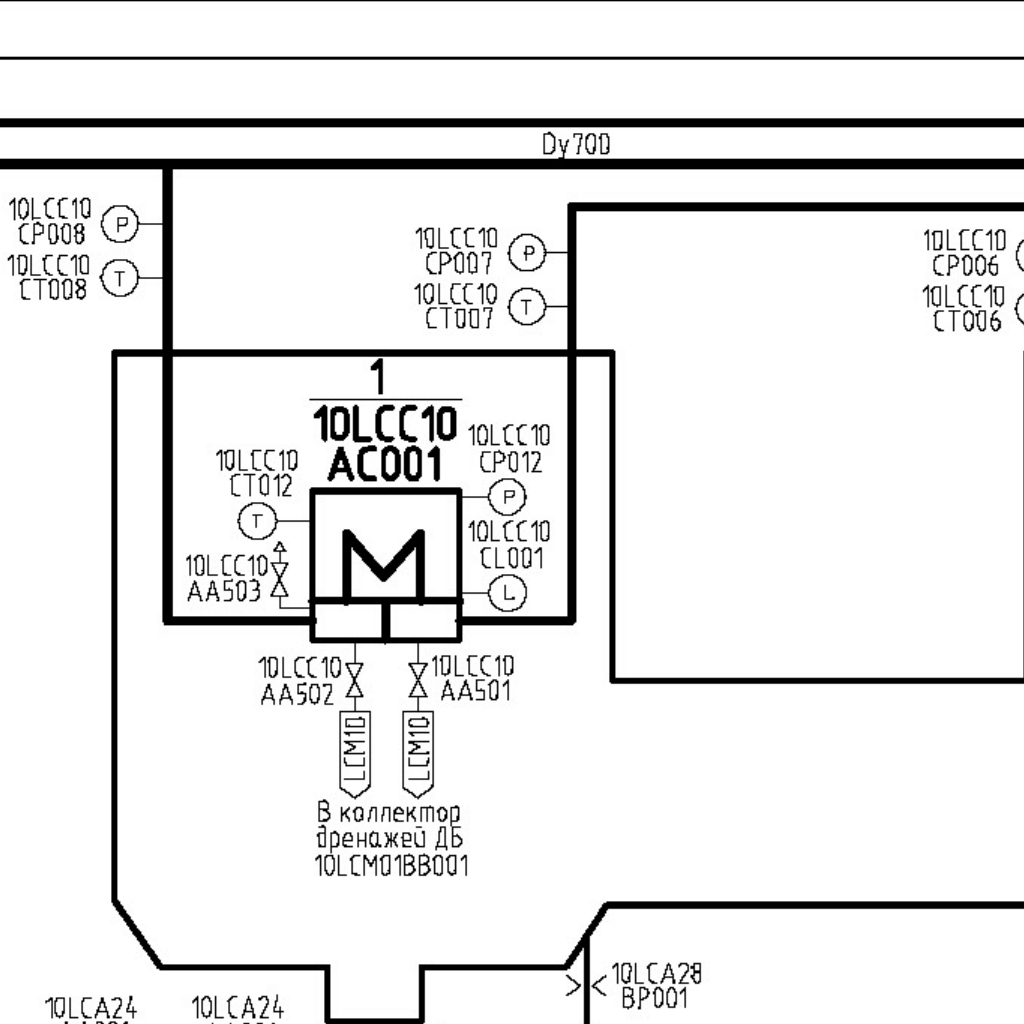 Dy700
10LCC10
CP008
P
10LCC10
CT008
T
10LCC10
CP007
P
10LCC10
CT007
T
10LCC10
CP006
10LCC10
CT006
1
10LCC10
AC001
10LCC10
CP012
P
10LCC10
CT012
T
10LCC10
CL001
L
10LCC10
AA503
M
10LCC10
AA502
10LCC10
AA501
LCM10
LCM10
В коллектор
дренажей ДБ
10LCM01BB001
10LCA28
BP001
10LCA24
10LCA24